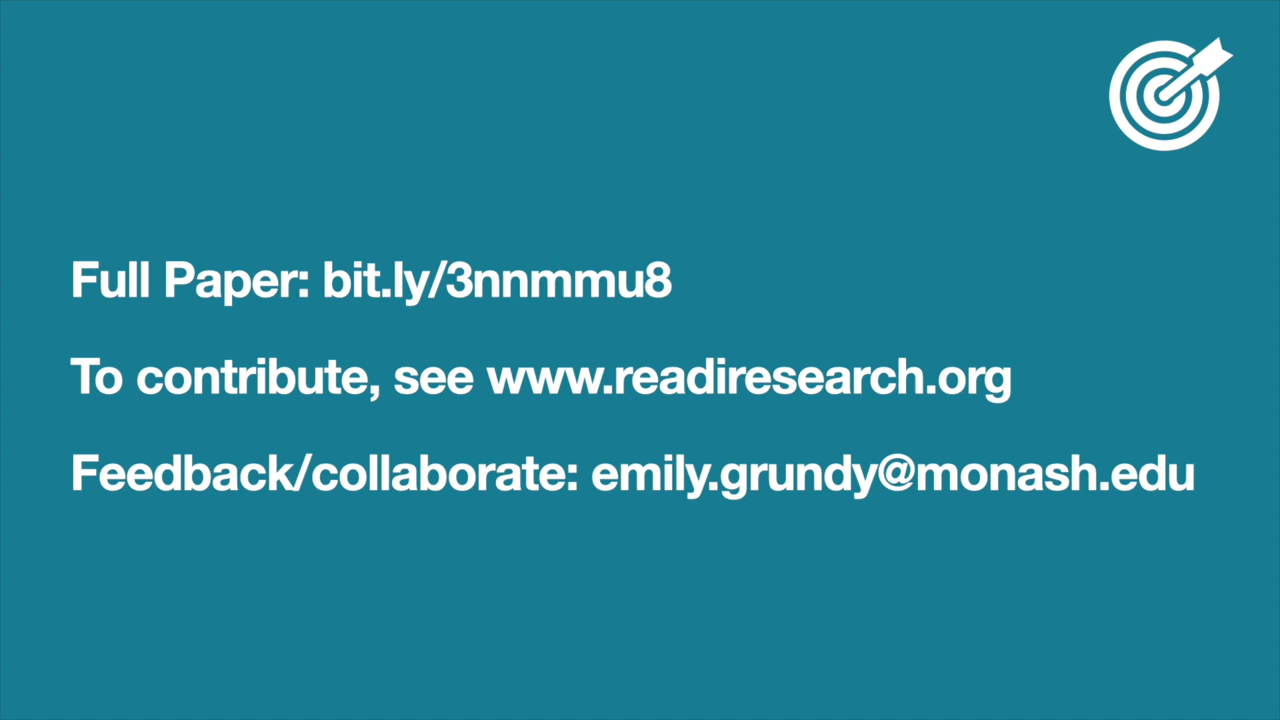 Full Paper: bit.ly/3nnmmu8
To contribute, see www.readiresearch.org
Feedback/collaborate: emily.grundy@monash.edu